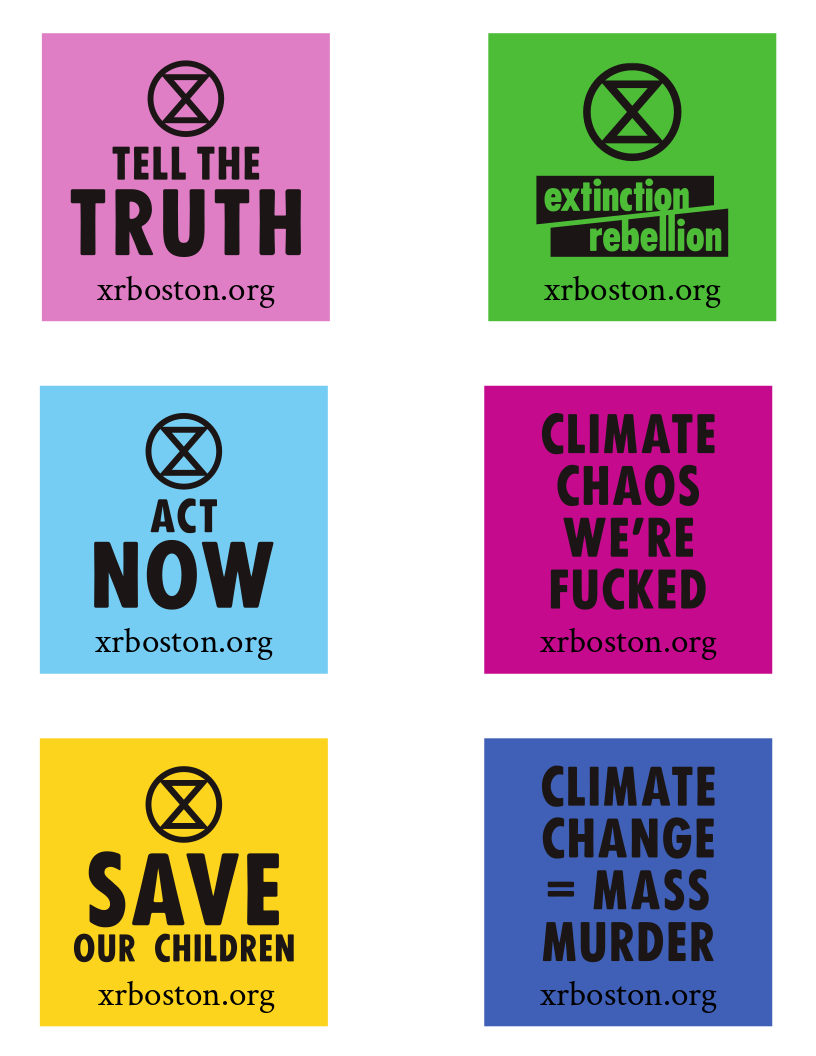 TELL THE
TRUTH
xrboston.org
extinction
rebellion
xrboston.org
ACT
NOW
xrboston.org
CLIMATE
CHAOS
WE'RE
FUCKED
xrboston.org
SAVE
OUR CHILDREN
xrboston.org
CLIMATE
CHANGE
= MASS
MURDER
xrboston.org